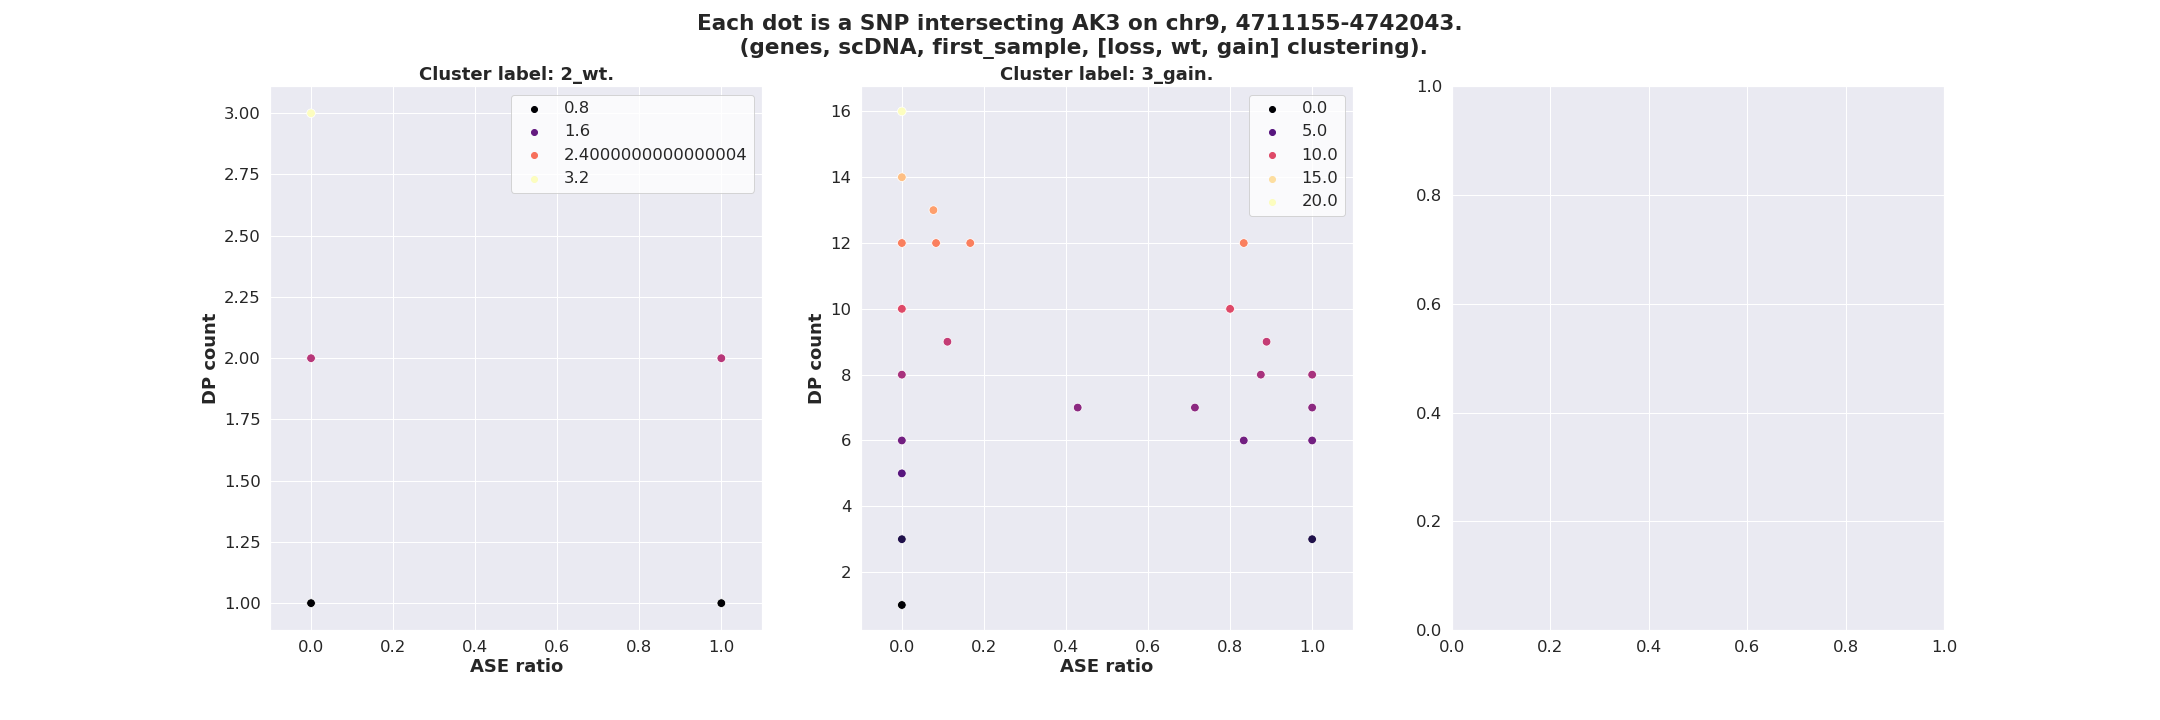 Each dot is a SNP intersecting AK3 on chr9, 4711155-4742043.
(genes, scDNA, first_sample, [loss, wt, gain] clustering).
Cluster label: 2_wt.
3.00
2.75
2.50
2.25
2.00
1.75
1.50
1.25
1.00
DP count
0.8
1.6
2.4000000000000004
3.2
0.0 0.2 0.4 0.6 0.8 1.0
ASE ratio
Cluster label: 3_gain.
16
14
12
10
8
6
4
2
DP count
0.0
5.0
10.0
15.0
20.0
0.0 0.2 0.4 0.6 0.8 1.0
ASE ratio
1.0
0.8
0.6
0.4
0.2
0.0
0.0 0.2 0.4 0.6 0.8 1.0